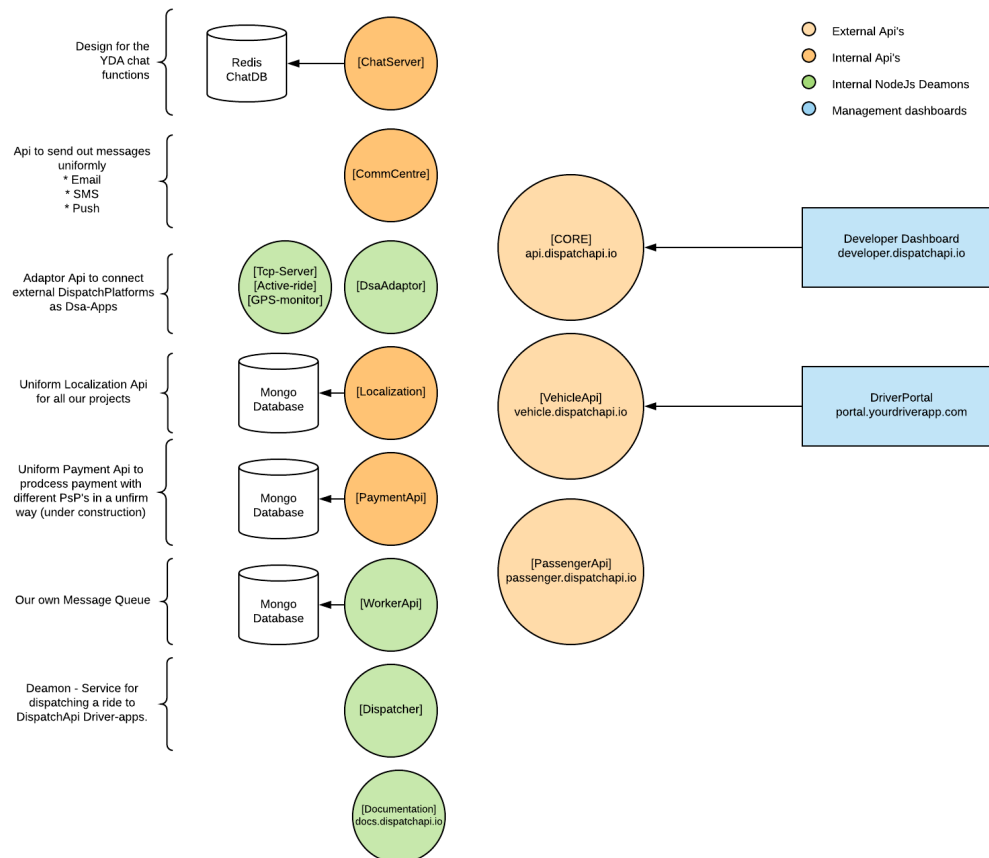 Design for the
YDA chat
functions
Redis
ChatDB
[ChatServer]
External Api's
Internal Api's
Internal NodeJs Deamons
Management dashboards
Api to send out messages
uniformly
* Email
* SMS
* Push
[CommCentre]
[CORE]
api.dispatchapi.io
Developer Dashboard
developer.dispatchapi.io
Adaptor Api to connect
external DispatchPlatforms
as Dsa-Apps
[Tcp-Server]
[Active-ride]
[GPS-monitor]
[DsaAdaptor]
Uniform Localization Api
for all our projects
Mongo
Database
[Localization]
[VehicleApi]
vehicle.dispatchapi.io
DriverPortal
portal.yourdriverapp.com
Uniform Payment Api to
prodcess payment with
different PsP's in a unfirm
way (under construction)
Mongo
Database
[PaymentApi]
[PassengerApi]
passenger.dispatchapi.io
Our own Message Queue
Mongo
Database
[WorkerApi]
Deamon - Service for
dispatching a ride to
DispatchApi Driver-apps.
[Dispatcher]
[Documentation]
docs.dispatchapi.io